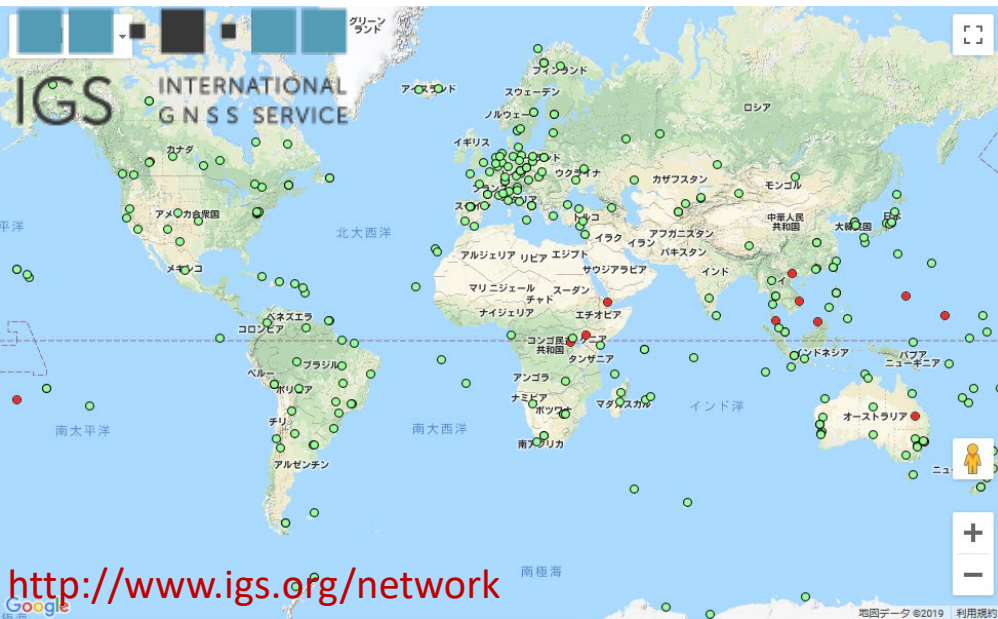 IGS
INTERNATIONAL
GNSS SERVICE
グリーン
ランド
アイスランド
フィンランド
スウェーデン
ノルウェー
ロシア
イギリス
カナダ
ウクライナ
カザフスタン
モンゴル
アメリカ合衆国
北大西洋
トルコ
イラク
イラン
アフガニスタン
パキスタン
中華人民
共和国
アルジェリア
リビア
エジプト
サウジアラビア
インド
メキシコ
マリ
ニジェール
チャド
スーダン
ナイジェリア
エチオピア
ベネズエラ
コロンビア
コンゴ民主
共和国
ケニア
タンザニア
インドネシア
パプア
ニューギニア
ブラジル
ペルー
ボリビア
アンゴラ
ナミビア
ボツワナ
マダガスカル
インド洋
オーストラリア
チリ
南太平洋
南大西洋
南アフリカ
アルゼンチン
南極海
http://www.igs.org/network
Google
地図データ ©2019
利用規約